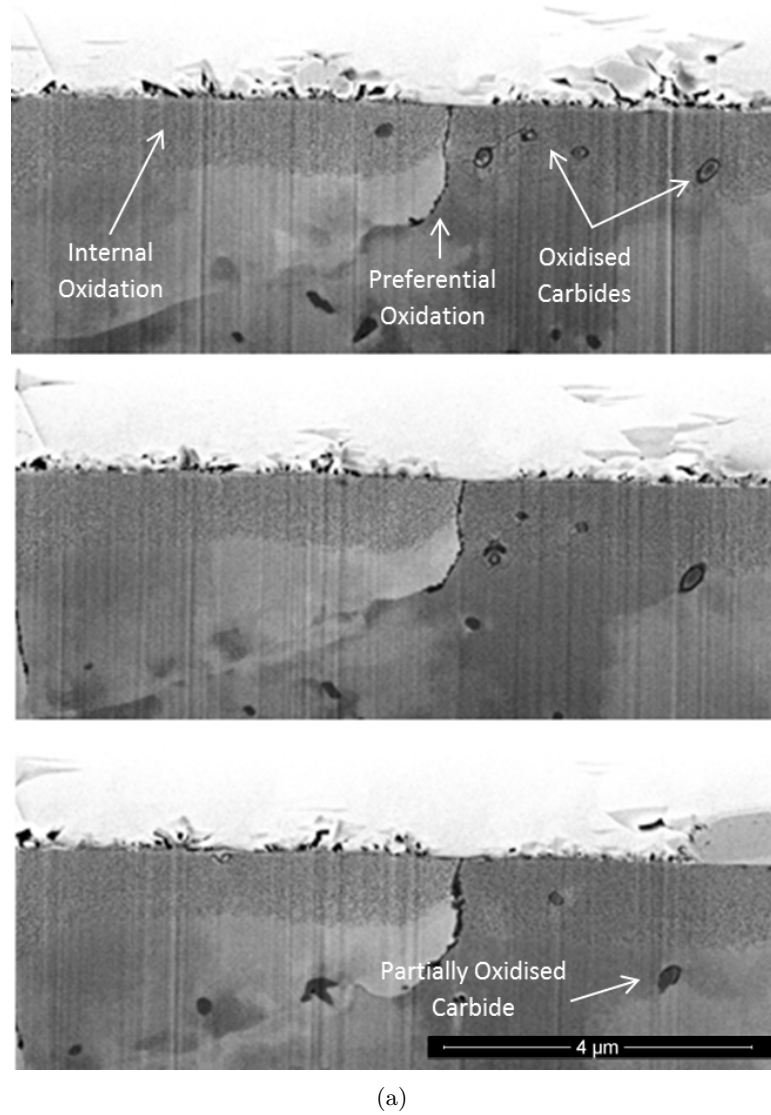 Internal
Oxidation
Preferential
Oxidation
Oxidised
Carbides
Partially Oxidised
Carbide
4 µm
(a)